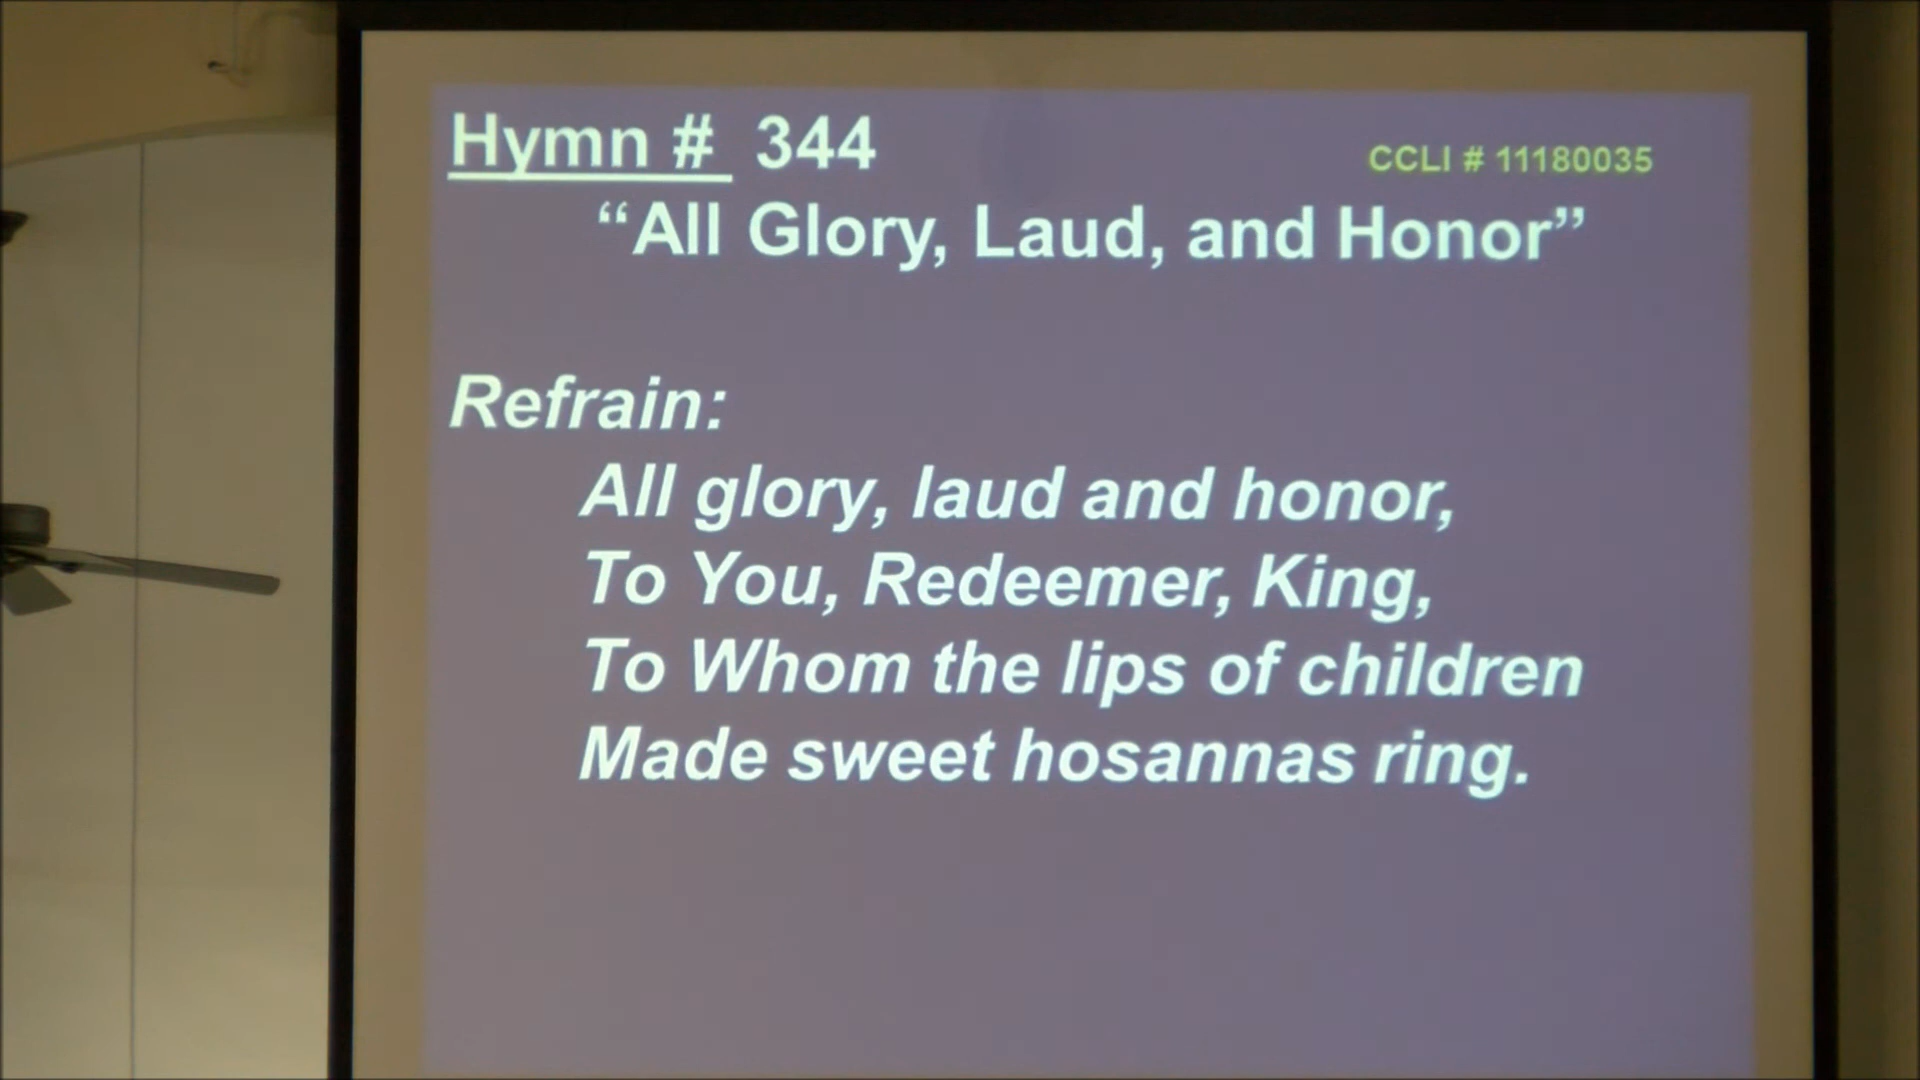 Hymn # 344
CCLI # 11180035
“All Glory, Laud, and Honor”
Refrain:
All glory, laud and honor,
To You, Redeemer, King,
To Whom the lips of children
Made sweet hosannas ring.